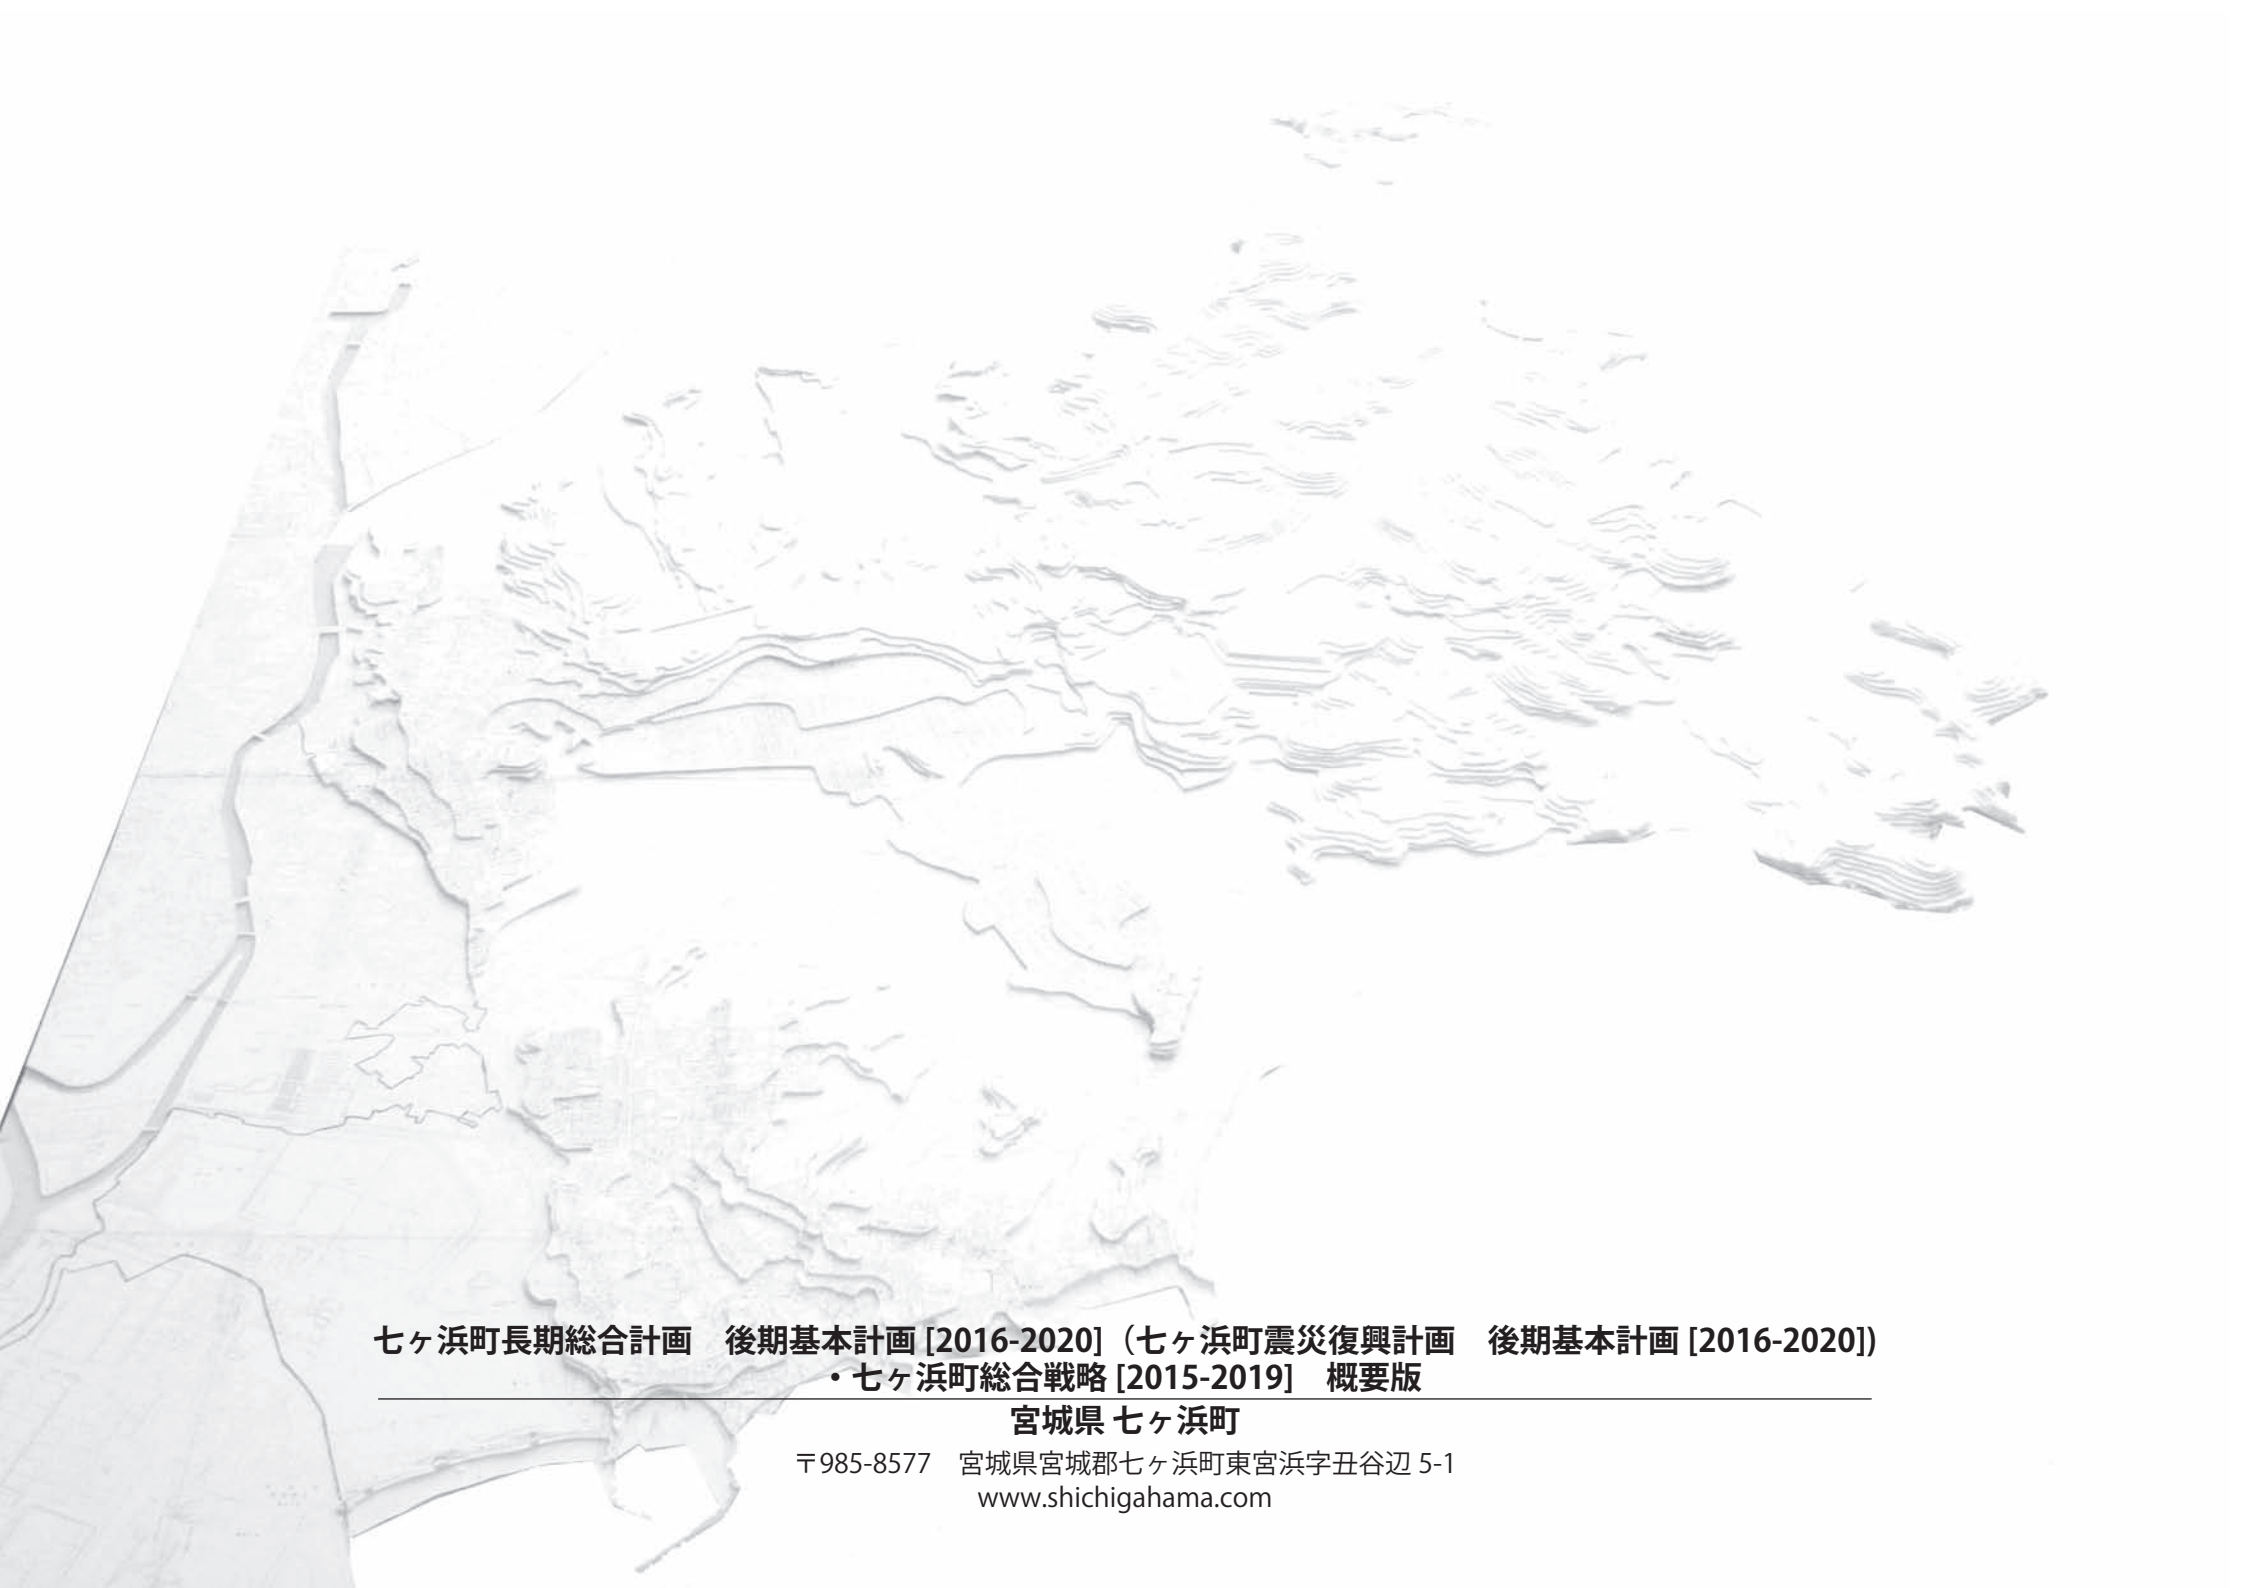 七ヶ浜町長期総合計画　後期基本計画 [2016-2020]（七ヶ浜町震災復興計画　後期基本計画 [2016-2020])
・七ヶ浜町総合戦略 [2015-2019]　概要版
宮城県 七ヶ浜町
〒985-8577　宮城県宮城郡七ヶ浜町東宮浜字丑谷辺 5-1
www.shichigahama.com